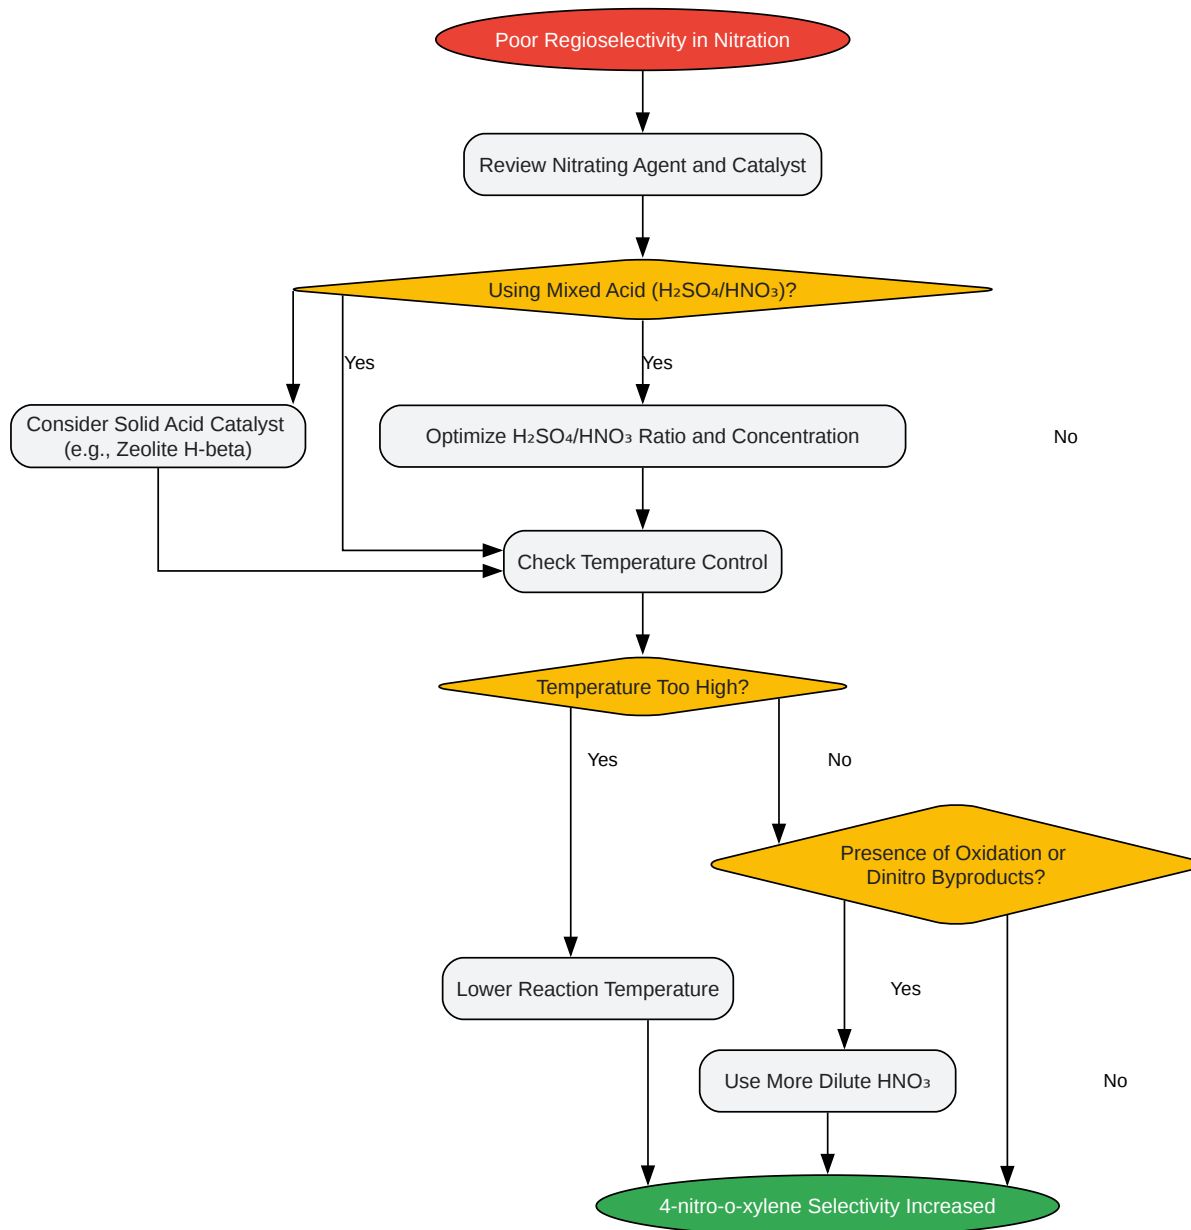 Poor Regioselectivity in Nitration
Review Nitrating Agent and Catalyst
Using Mixed Acid (H₂SO₄/HNO₃)?
Yes
Yes
Consider Solid Acid Catalyst
(e.g., Zeolite H-beta)
Optimize H₂SO₄/HNO₃ Ratio and Concentration
No
Check Temperature Control
Temperature Too High?
Yes
No
Presence of Oxidation or
Dinitro Byproducts?
Lower Reaction Temperature
Yes
Use More Dilute HNO₃
No
4-nitro-o-xylene Selectivity Increased